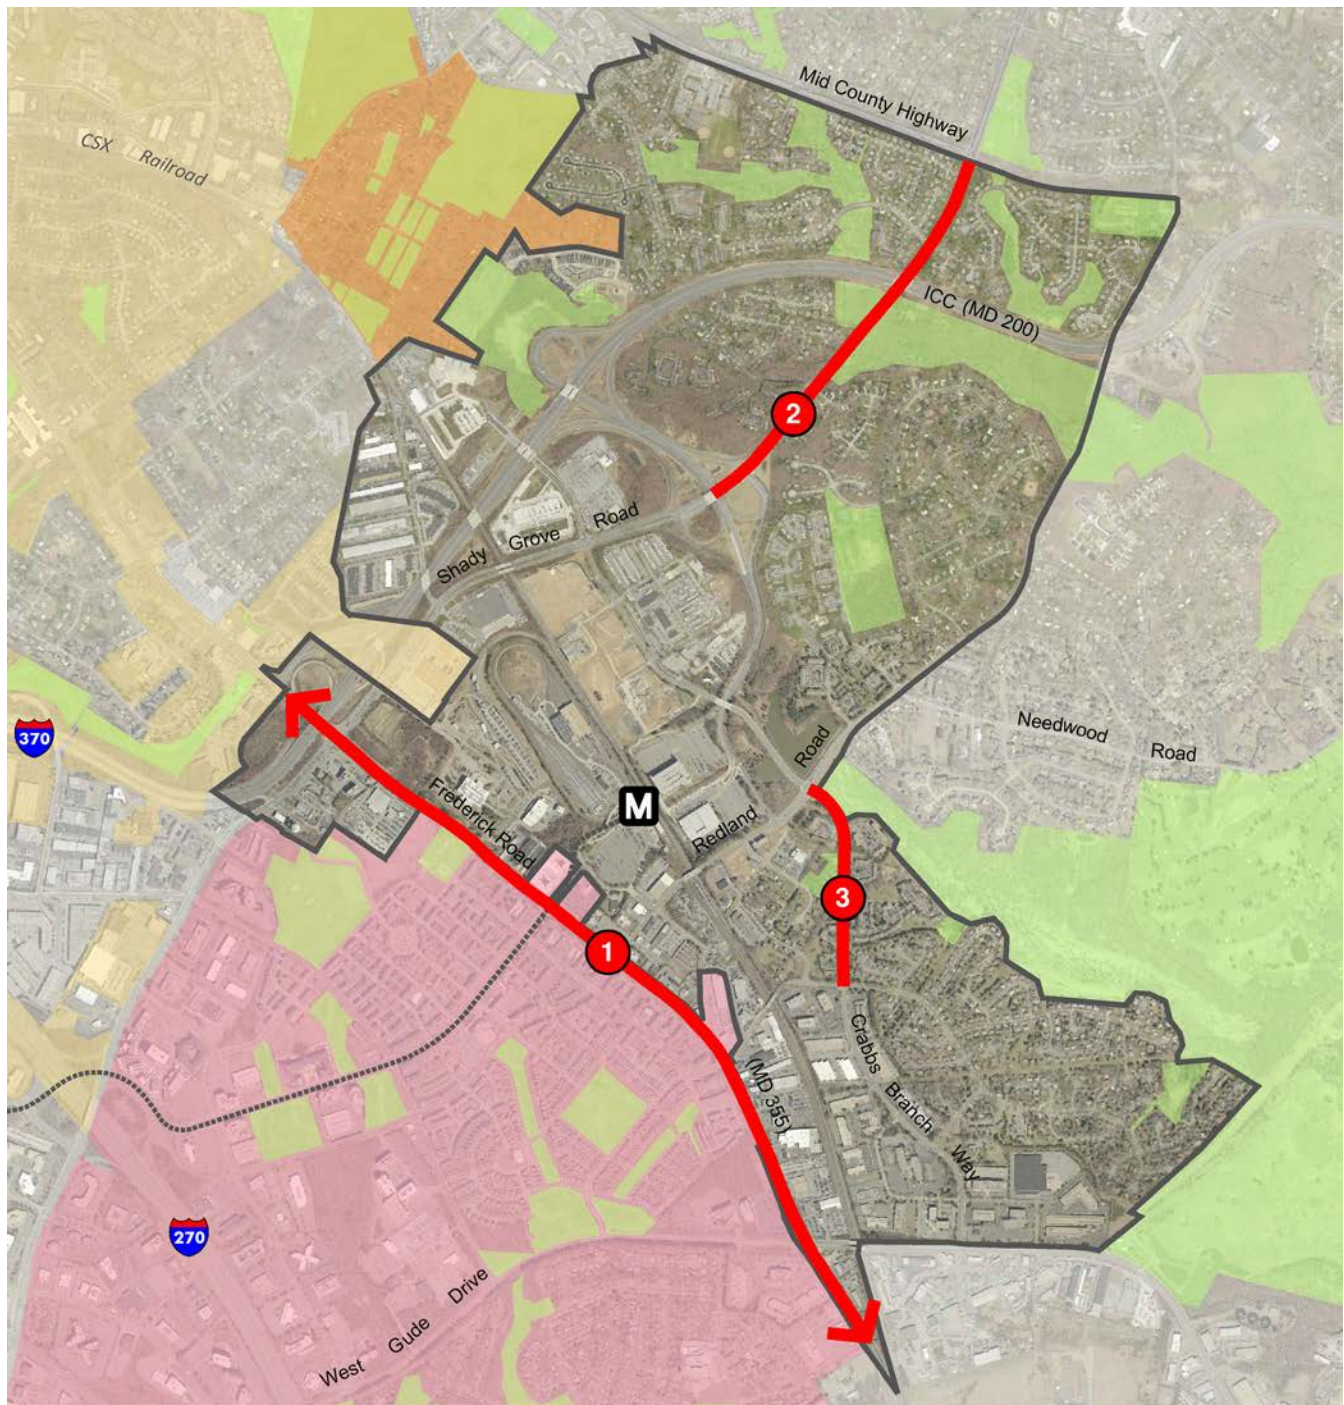 Mid County Highway
CSX Railroad
ICC (MD 200)
2
Shady Grove Road
Needwood Road
370
Road
Frederick Road
M
Redland
3
1
(MD 355)
Crabbs Branch Way
270
West Gude Drive